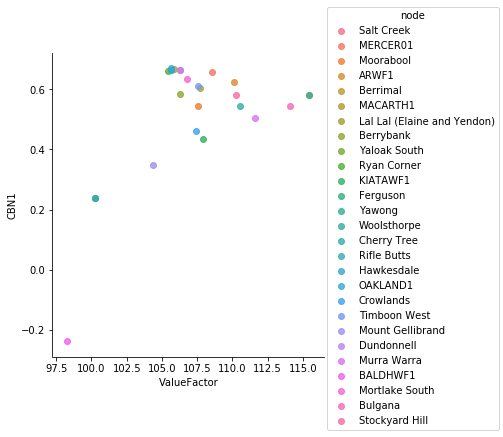 node
Salt Creek
MERCER01
Moorabool
ARWF1
Berrimal
MACARTH1
Lal Lal (Elaine and Yendon)
Berrybank
Yaloak South
Ryan Corner
KIATAWF1
Ferguson
Yawong
Woolsthorpe
Cherry Tree
Rifle Butts
Hawkesdale
OAKLAND1
Crowlands
Timboon West
Mount Gellibrand
Dundonnell
Murra Warra
BALDHWF1
Mortlake South
Bulgana
Stockyard Hill
CBN1
0.6
0.4
0.2
0.0
−0.2
97.5 100.0 102.5 105.0 107.5 110.0 112.5 115.0
ValueFactor